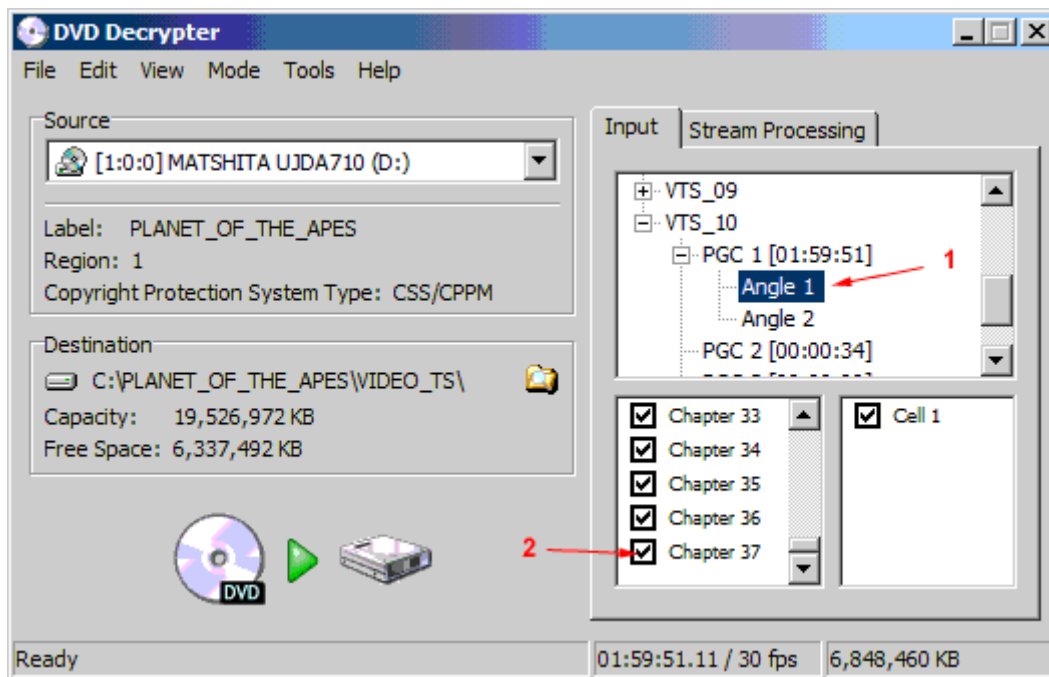 DVD Decrypter
File Edit View Mode Tools Help
Source
[1:0:0] MATSHITA UJDA710 (D:)
Label: PLANET_OF_THE_APES
Region: 1
Copyright Protection System Type: CSS/CPPM
Destination
C:\PLANET_OF_THE_APES\VIDEO_TS\
Capacity: 19,526,972 KB
Free Space: 6,337,492 KB
DVD
Input Stream Processing
VTS_09
VTS_10
PGC 1 [01:59:51]
1
Angle 1
Angle 2
PGC 2 [00:00:34]
Chapter 33
Chapter 34
Chapter 35
Chapter 36
2
Chapter 37
Cell 1
Ready
01:59:51.11 / 30 fps
6,848,460 KB